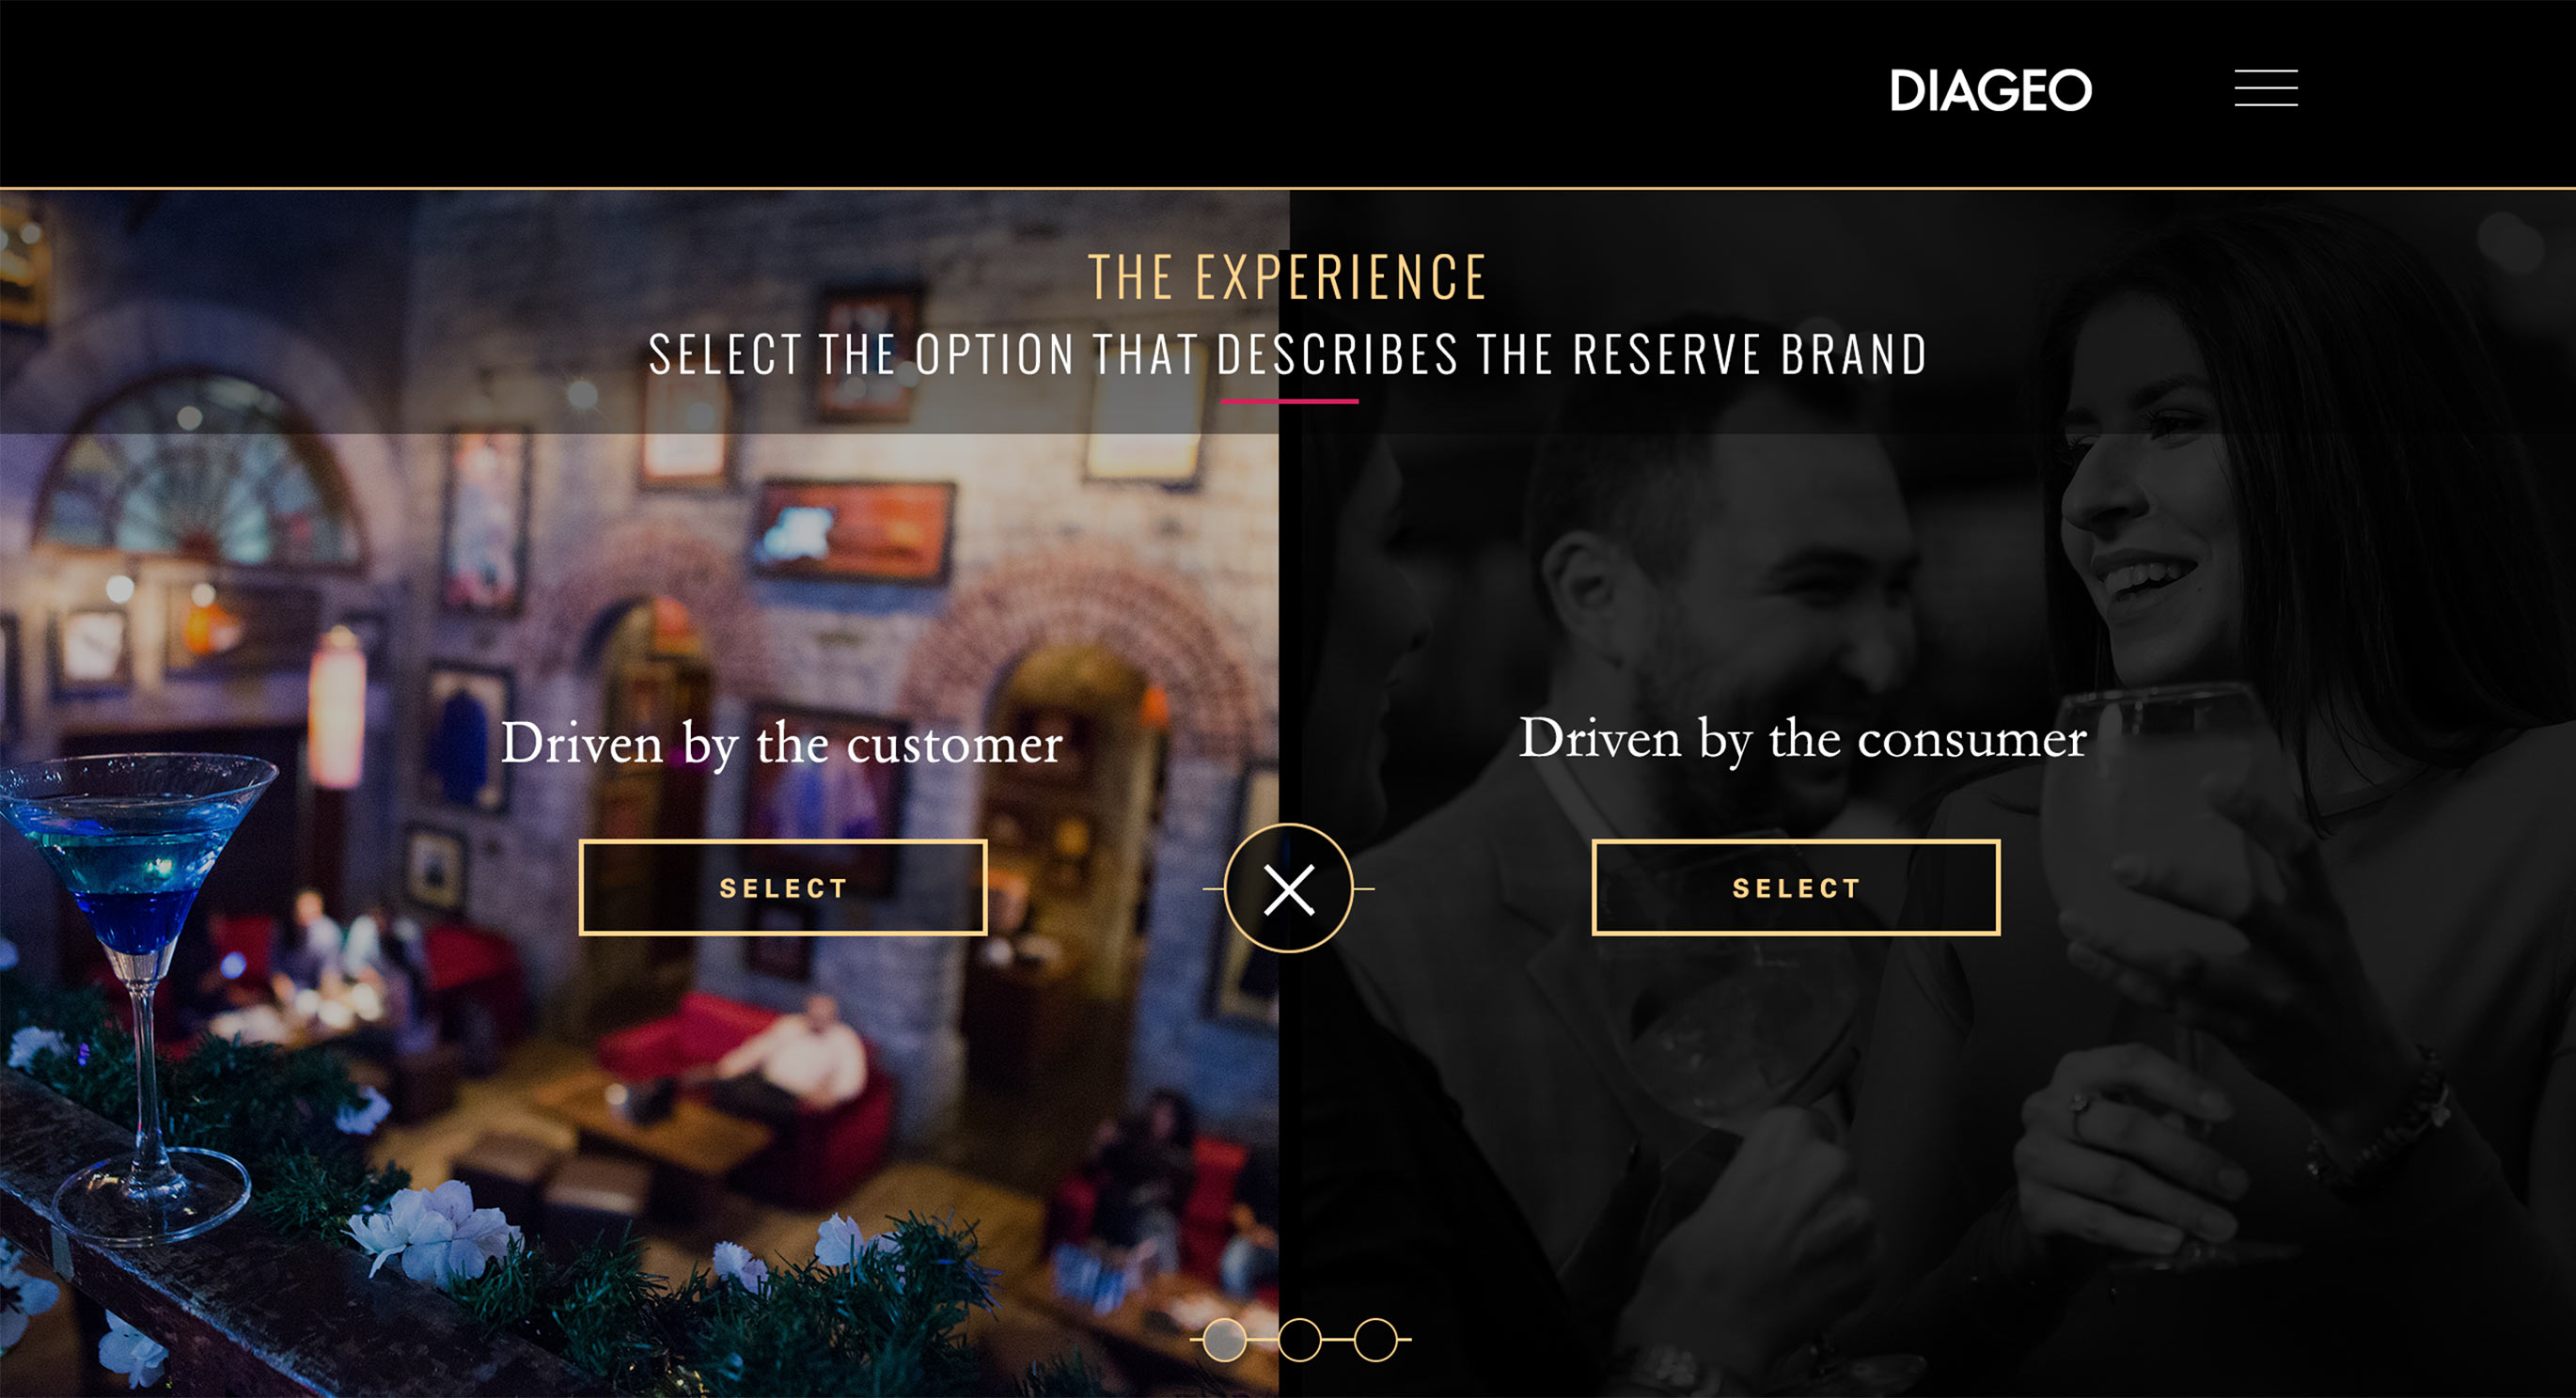 DIAGEO
THE EXPERIENCE
SELECT THE OPTION THAT DESCRIBES THE RESERVE BRAND
Driven by the customer
Driven by the consumer
SELECT
SELECT